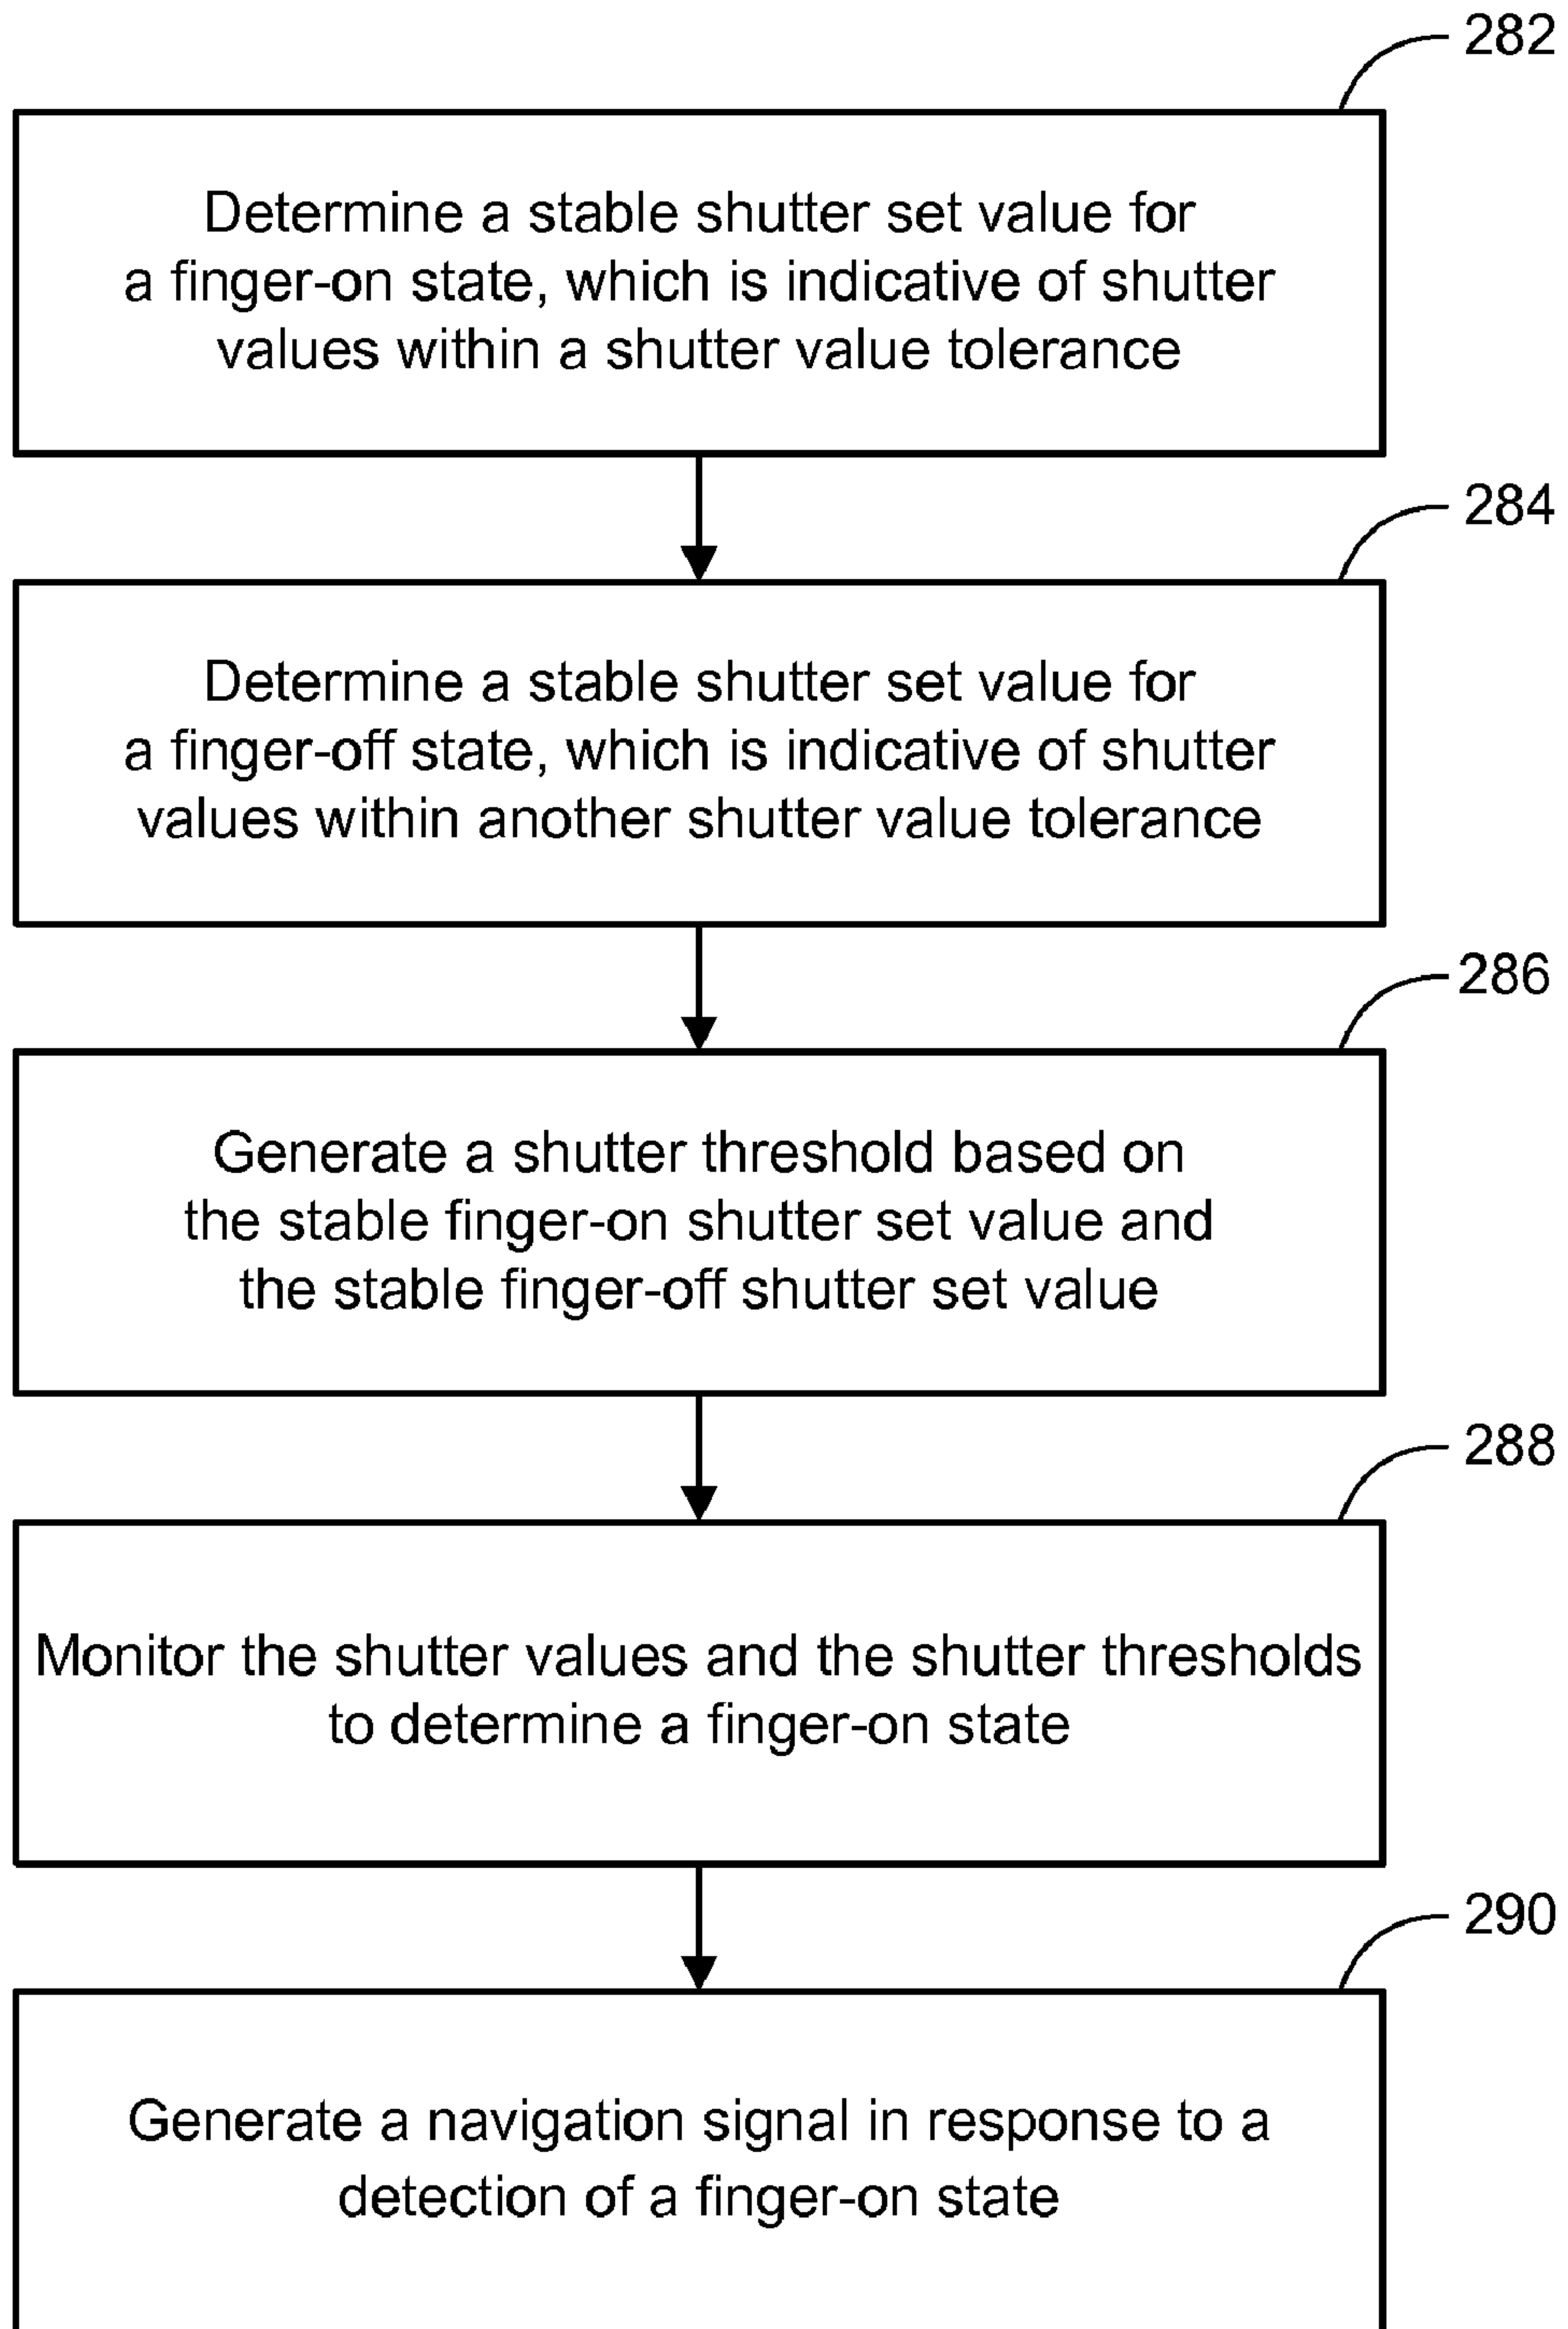 282
Determine a stable shutter set value for
a finger-on state, which is indicative of shutter
values within a shutter value tolerance
284
Determine a stable shutter set value for
a finger-off state, which is indicative of shutter
values within another shutter value tolerance
286
Generate a shutter threshold based on
the stable finger-on shutter set value and
the stable finger-off shutter set value
288
Monitor the shutter values and the shutter thresholds
to determine a finger-on state
290
Generate a navigation signal in response to a
detection of a finger-on state